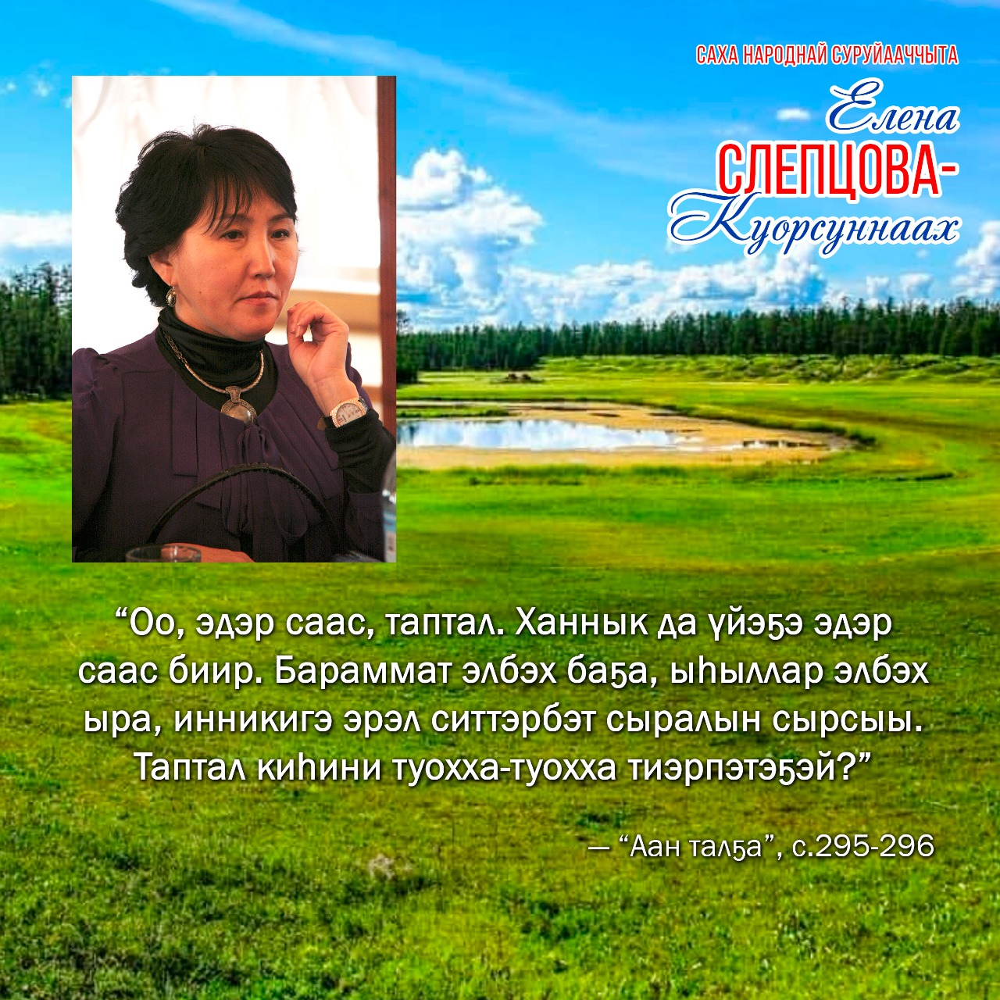 САХА НАРОДНАЙ СУРУЙААЧЧЫТА
Елена
СЛЕПЦОВА-
Куорсуннаах
“Оо, эдэр саас, таптал. Ханнык да үйэҕэ эдэр
саас биир. Бараммат элбэх баҕа, ыһыллар элбэх
ыра, инникигэ эрэл ситтэрбэт сыралын сырсыы.
Таптал киһини туохха-туохха тиэрпэтэҕэй?”
— “Аан талҕа”, с.295-296